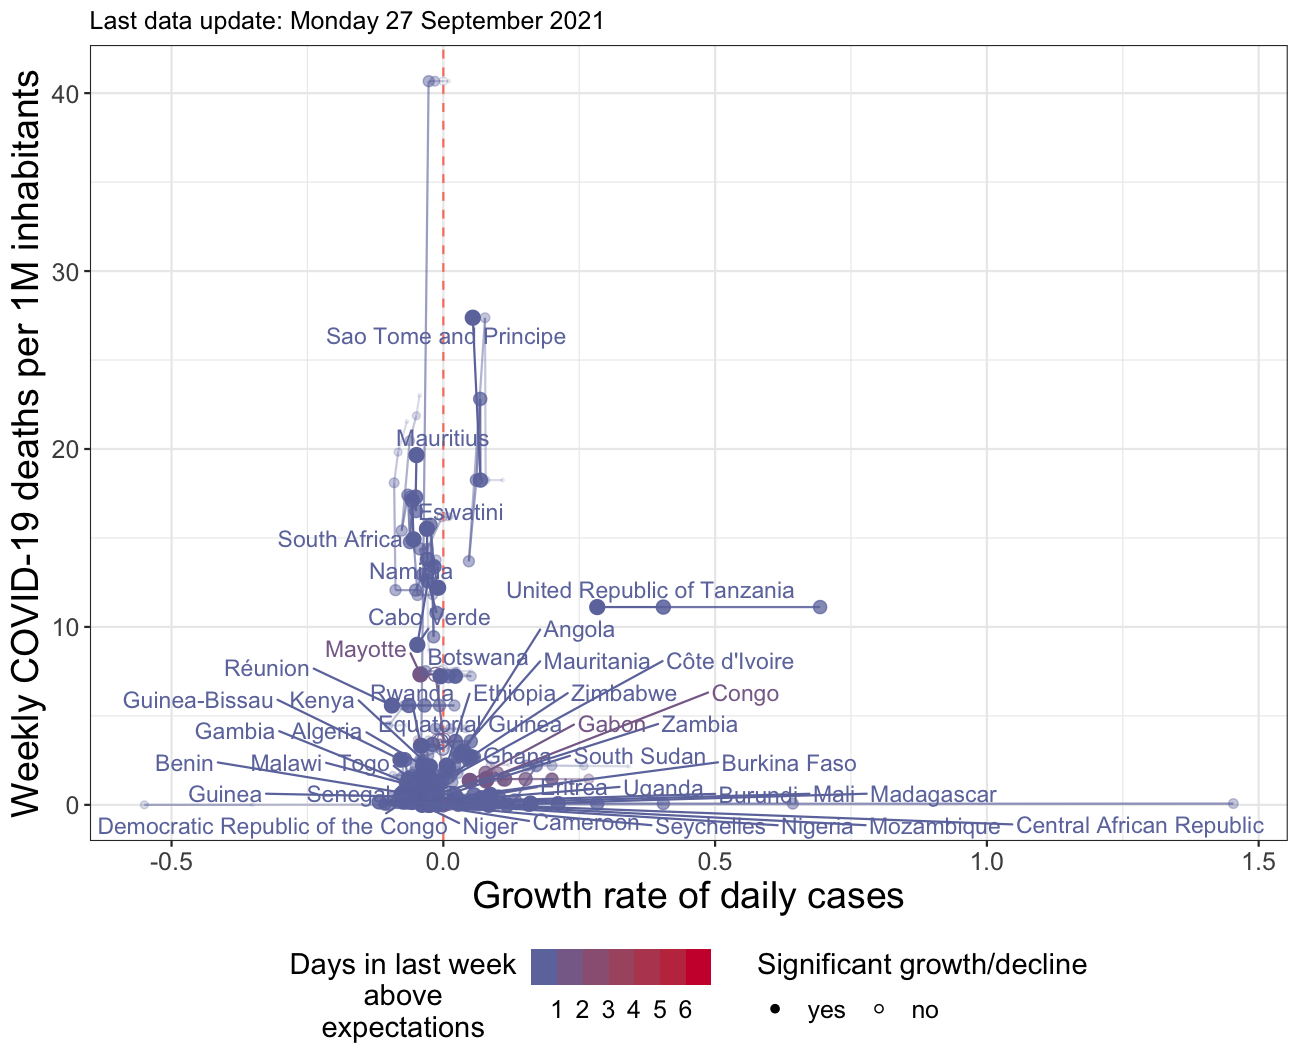 Last data update: Monday 27 September 2021
Weekly COVID-19 deaths per 1M inhabitants
40
30
20
10
0
Sao Tome and Principe
Mauritius
Eswatini
South Africa
Namibia
United Republic of Tanzania
Cabo Verde
Angola
Mayotte
Botswana
Mauritania
Côte d'Ivoire
Réunion
Guinea-Bissau
Kenya
Rwanda
Ethiopia
Zimbabwe
Congo
Gambia
Algeria
Equatorial Guinea
Gabon
Zambia
Benin
Malawi
Togo
Ghana
South Sudan
Burkina Faso
Guinea
Senegal
Eritrea
Uganda
Burundi
Mali
Madagascar
Democratic Republic of the Congo
Niger
Cameroon
Seychelles
Nigeria
Mozambique
Central African Republic
-0.5
0.0
0.5
1.0
1.5
Growth rate of daily cases
Days in last week
above
expectations
1 2 3 4 5 6
Significant growth/decline
yes no